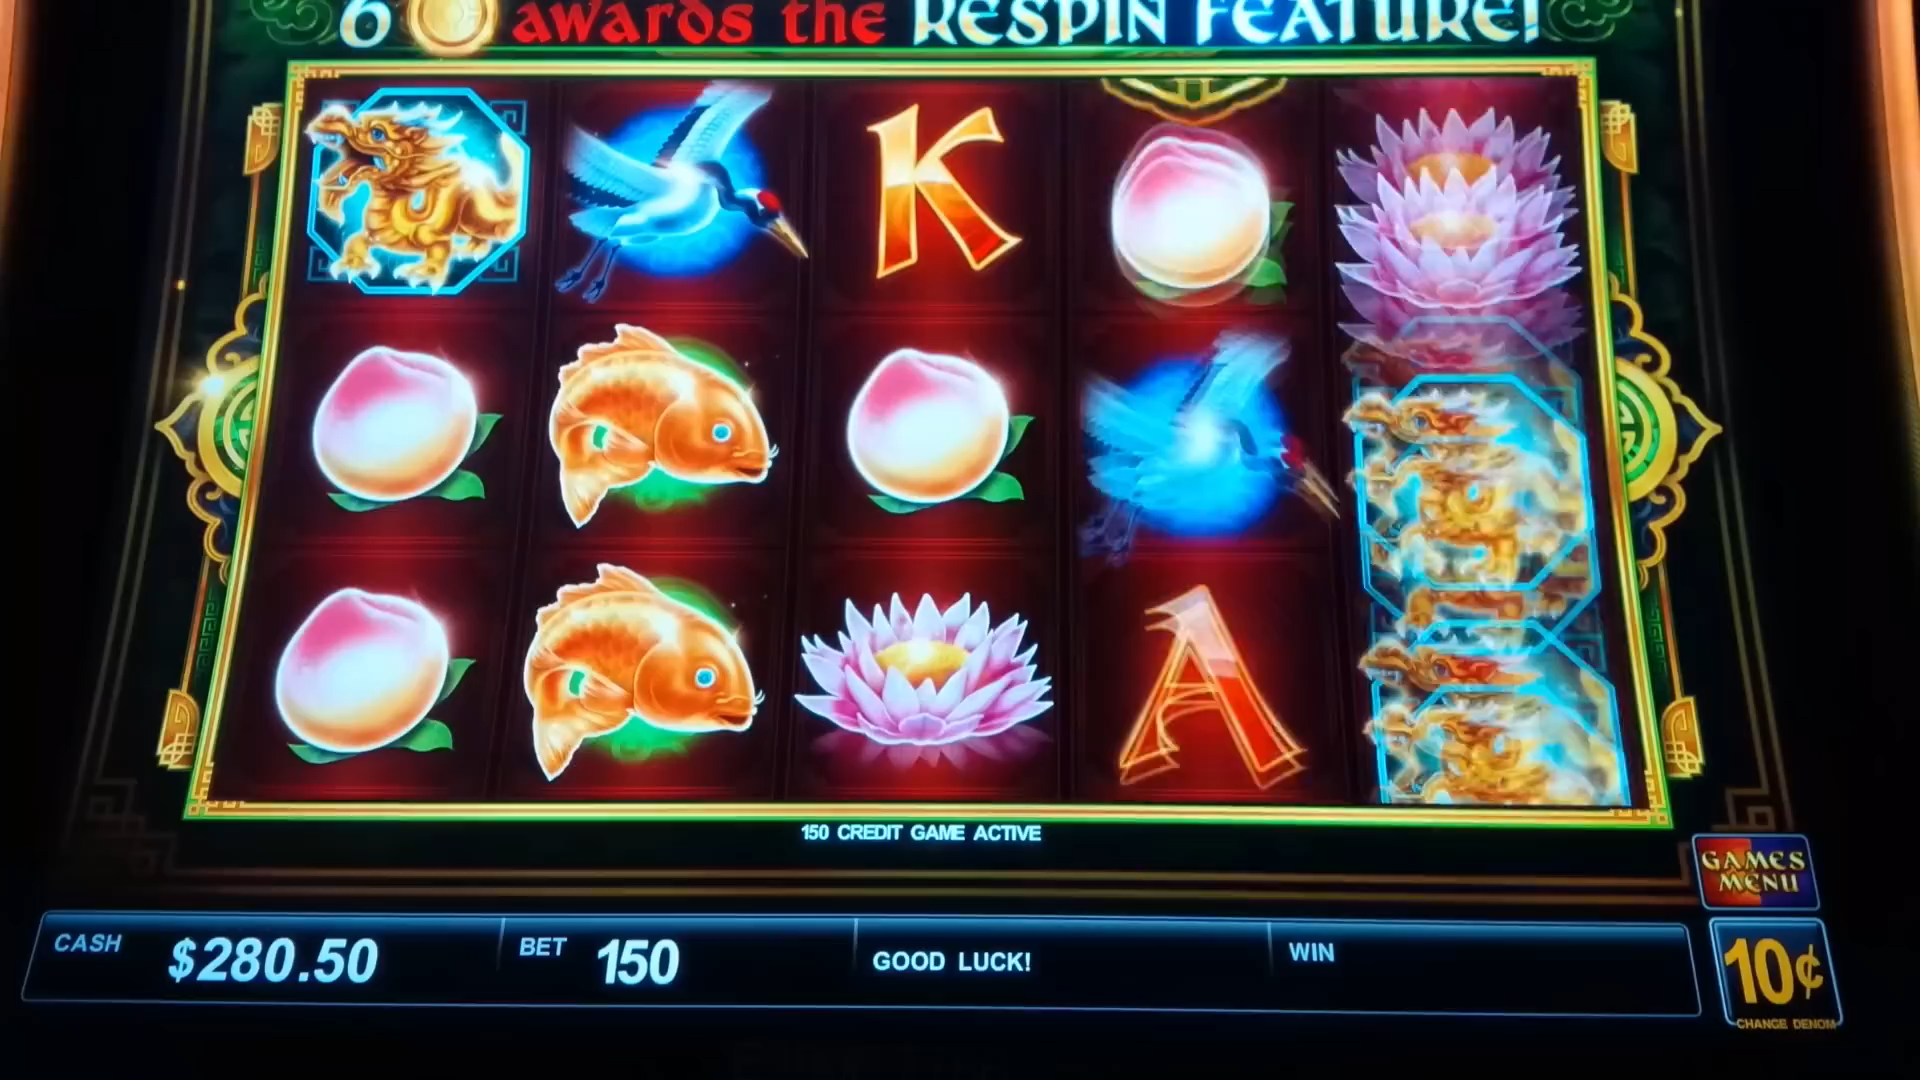 6 awards the RESPIN FEATURE!
K
A
150 CREDIT GAME ACTIVE
GAMES
MENU
CASH $280.50 BET 150 GOOD LUCK! WIN
10¢
CHANGE DENOM